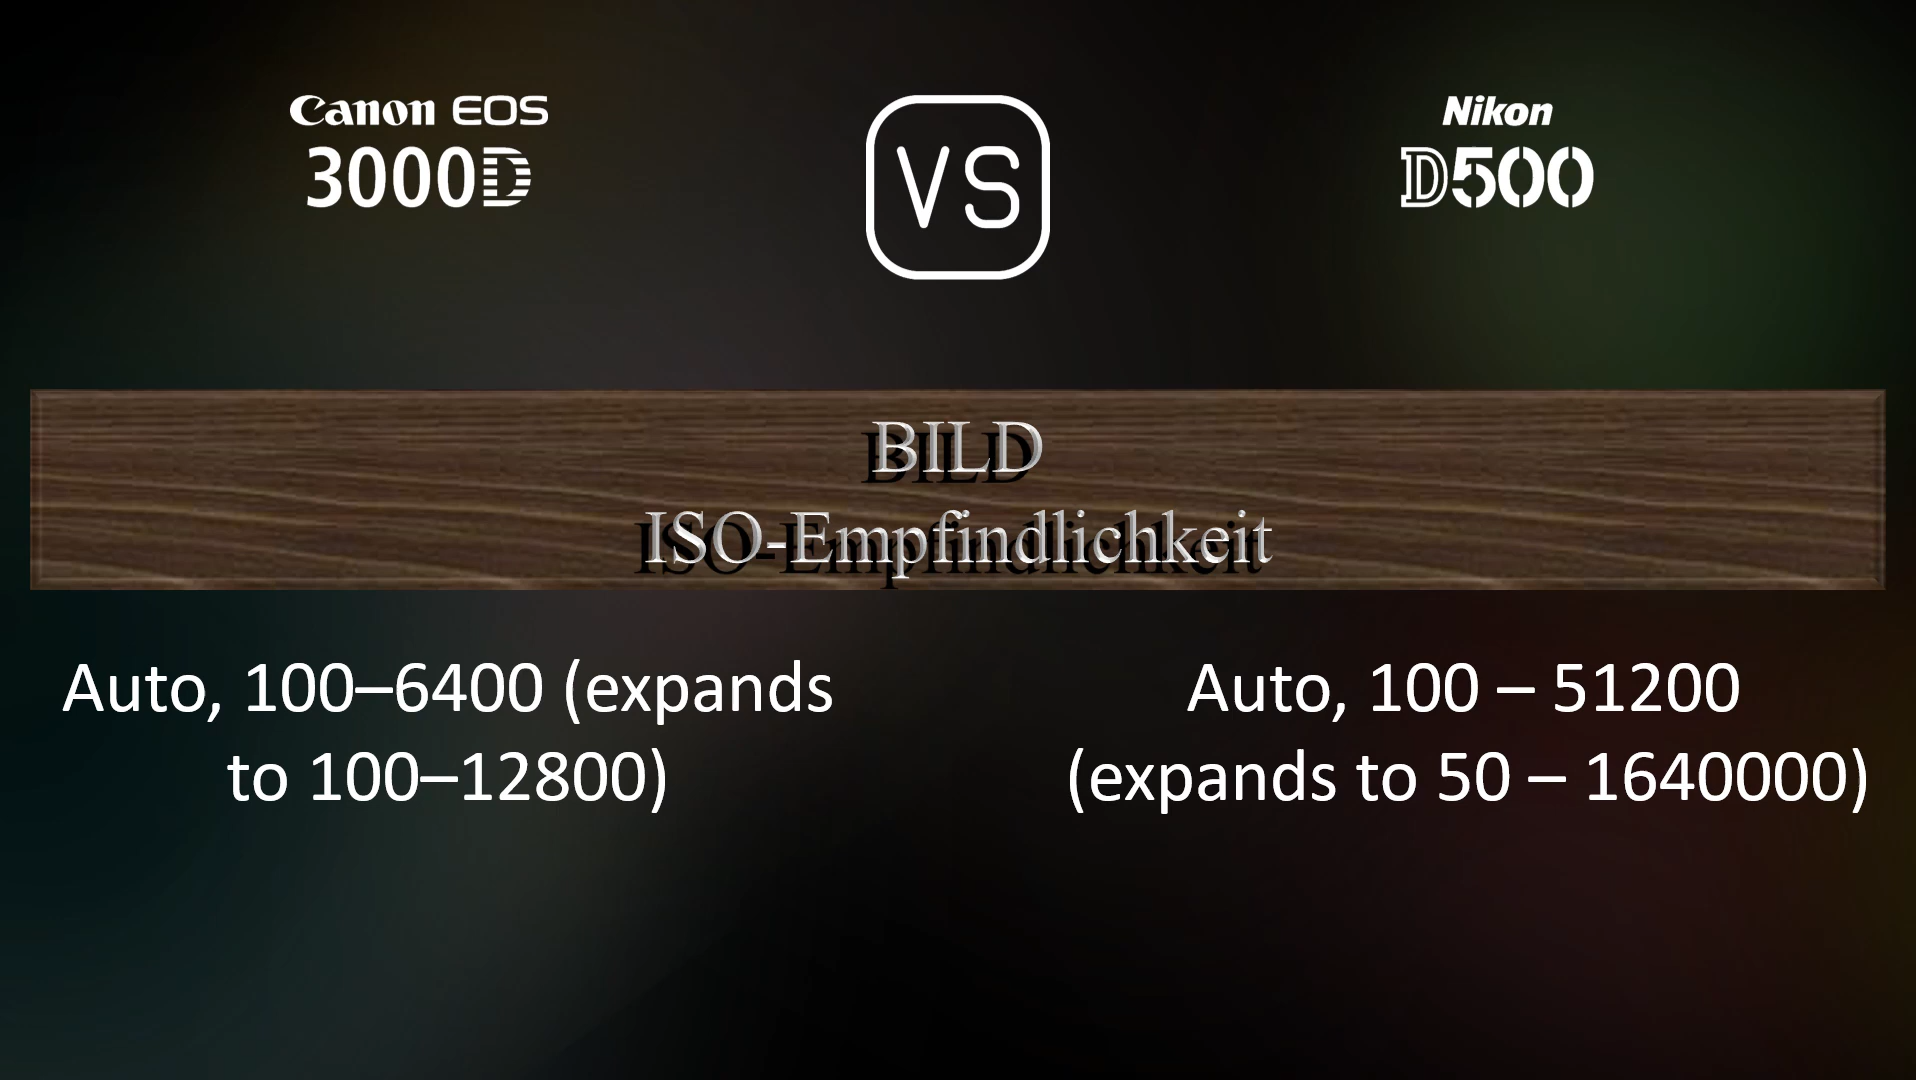 Canon EOS
3000D
VS
Nikon
D500
BILD
ISO-Empfindlichkeit
Auto, 100–6400 (expands
to 100–12800)
Auto, 100 – 51200
(expands to 50 – 1640000)